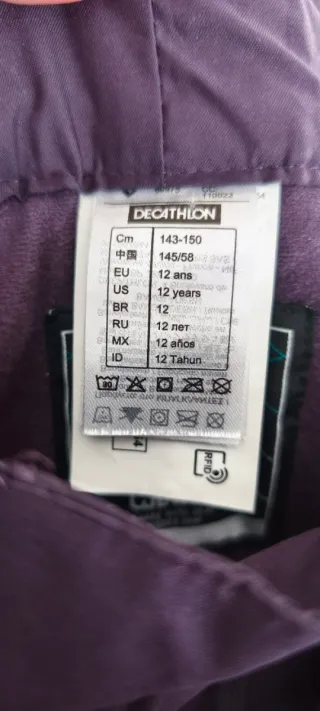 DECATHLON
Cm 143-150
中国 145/58
EU 12 ans
US 12 years
BR 12
RU 12 лет
MX 12 años
ID 12 Tahun
RFID